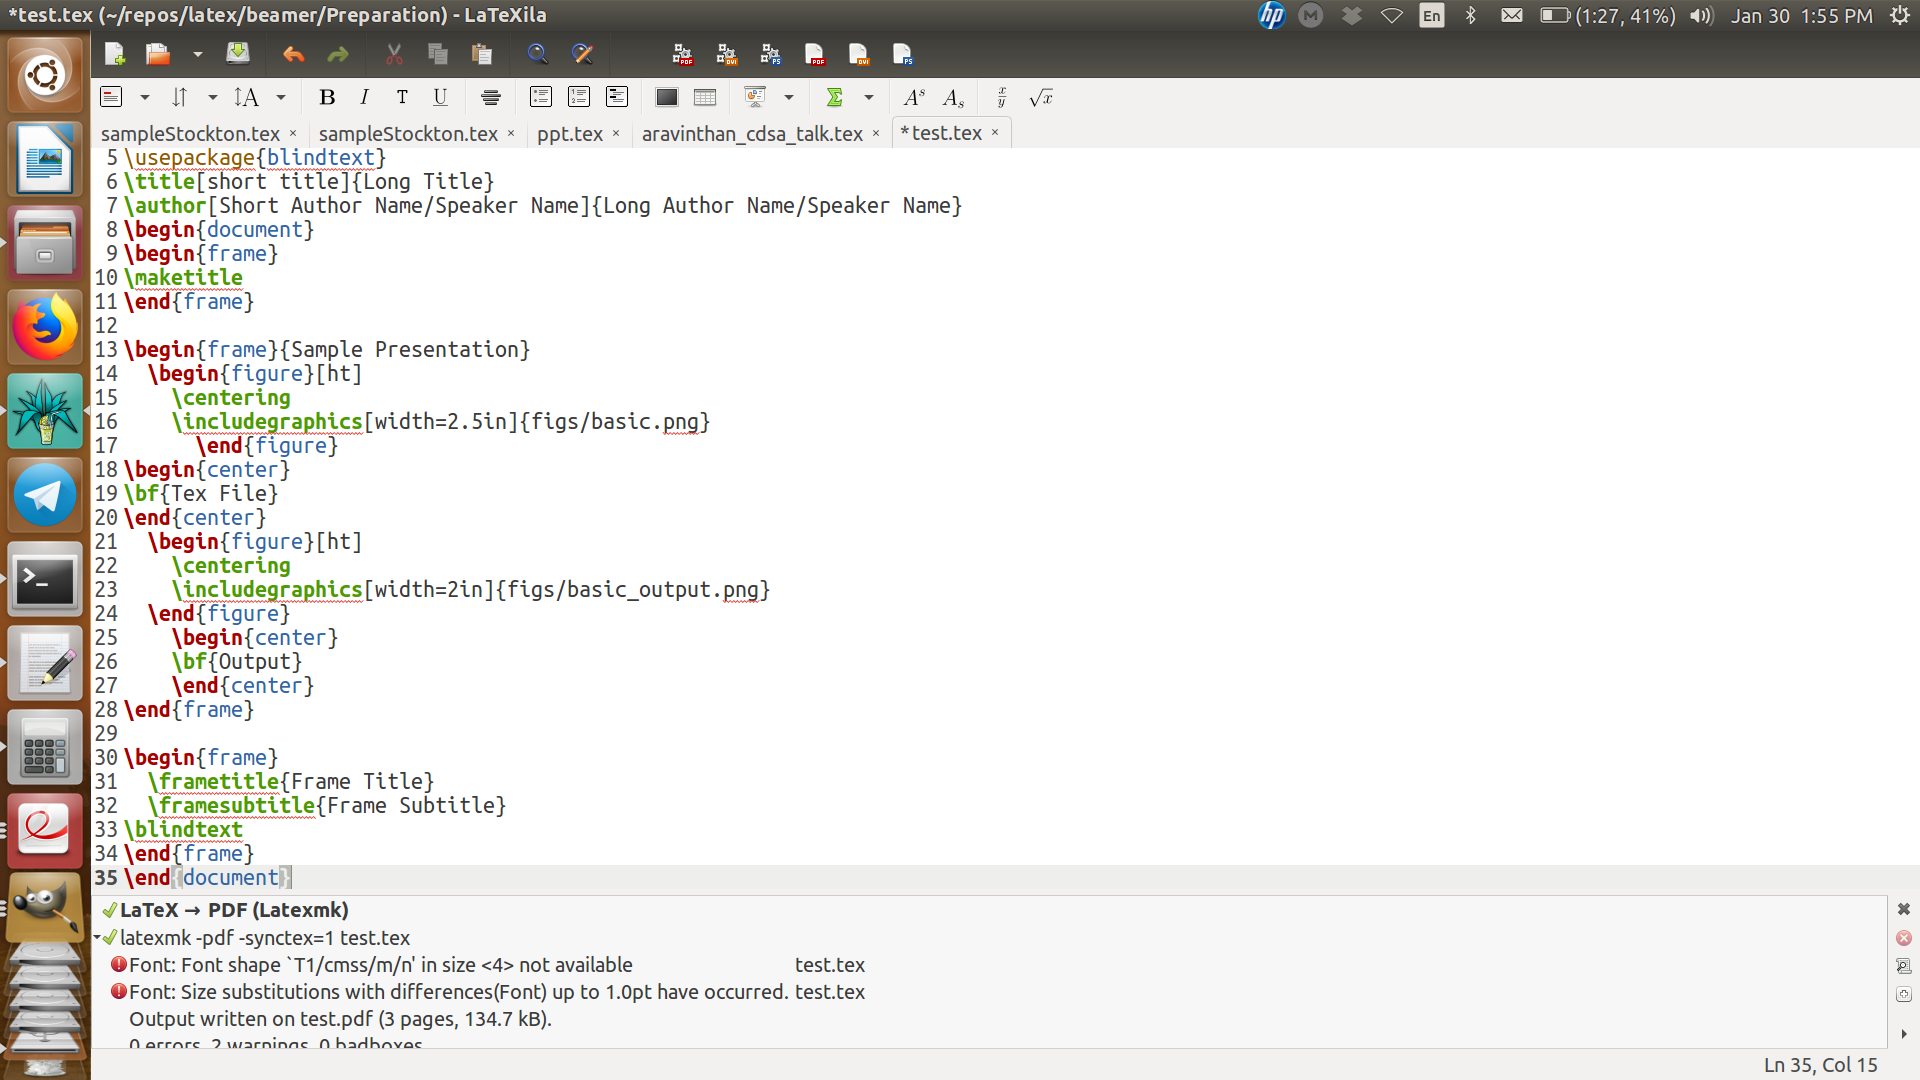 *test.tex (~/repos/latex/beamer/Preparation) - LaTeXila
En (1:27, 41%) Jan 30 1:55 PM
sampleStockton.tex × sampleStockton.tex × ppt.tex × aravinthan_cdsa_talk.tex × *test.tex ×
5 \usepackage{blindtext}
6 \title[short title]{Long Title}
7 \author[Short Author Name/Speaker Name]{Long Author Name/Speaker Name}
8 \begin{document}
9 \begin{frame}
10 \maketitle
11 \end{frame}
12
13 \begin{frame}{Sample Presentation}
14   \begin{figure}[ht]
15     \centering
16     \includegraphics[width=2.5in]{figs/basic.png}
17       \end{figure}
18 \begin{center}
19 \bf{Tex File}
20 \end{center}
21   \begin{figure}[ht]
22     \centering
23     \includegraphics[width=2in]{figs/basic_output.png}
24   \end{figure}
25     \begin{center}
26     \bf{Output}
27     \end{center}
28 \end{frame}
29
30 \begin{frame}
31   \frametitle{Frame Title}
32   \framesubtitle{Frame Subtitle}
33 \blindtext
34 \end{frame}
35 \end{document}
LaTeX → PDF (Latexmk)
latexmk -pdf -synctex=1 test.tex
Font: Font shape `T1/cmss/m/n' in size <4> not available test.tex
Font: Size substitutions with differences(Font) up to 1.0pt have occurred. test.tex
Output written on test.pdf (3 pages, 134.7 kB).
0 errors, 2 warnings, 0 badboxes
Ln 35, Col 15